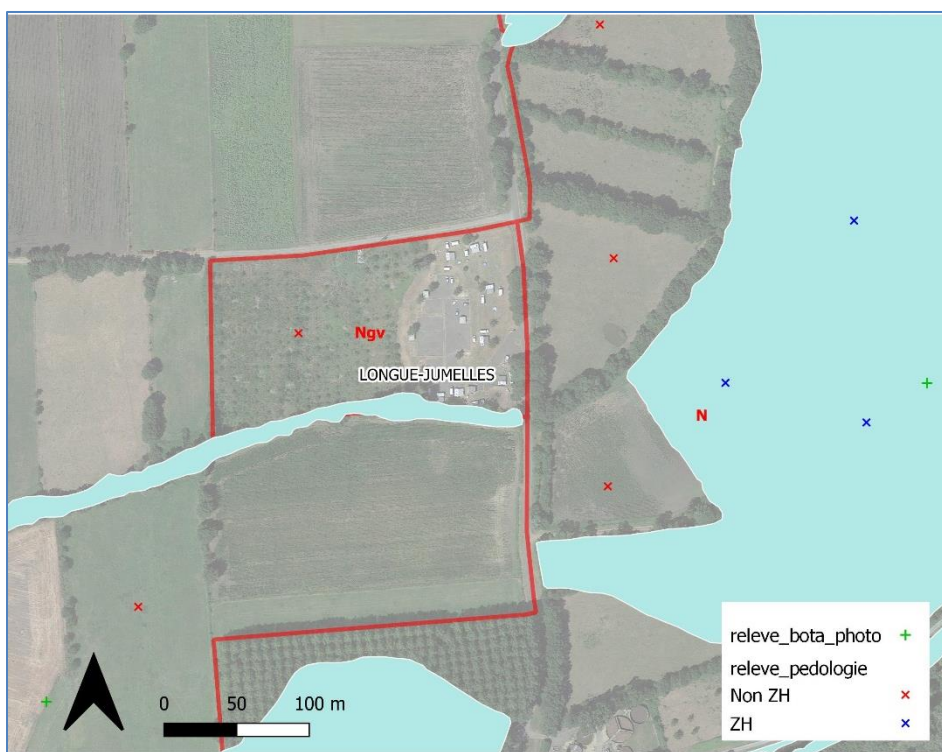 Ngv
LONGUE-JUMELLES
N
releve_bota_photo
releve_pedologie
Non ZH
ZH
0 50 100 m